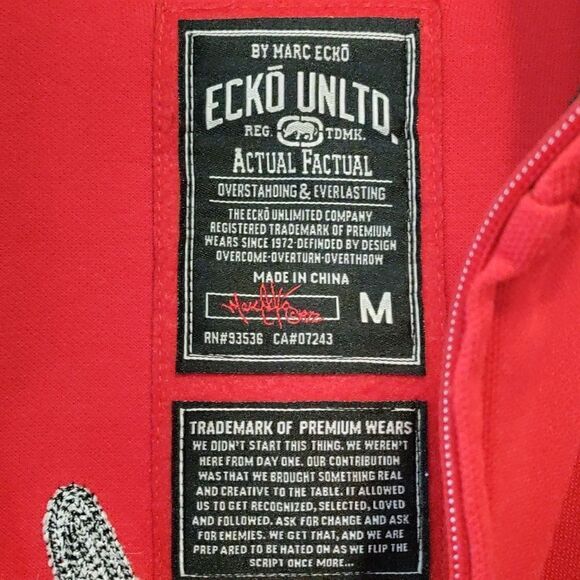 BY MARC ECKŌ
ECKŌ UNLTD.
REG. TDMK.
ACTUAL FACTUAL
OVERSTANDING & EVERLASTING
THE ECKŌ UNLIMITED COMPANY
REGISTERED TRADEMARK OF PREMIUM
WEARS SINCE 1972-DEFINDED BY DESIGN
OVERCOME-OVERTURN-OVERTHROW
MADE IN CHINA
M
RN#93536 CA#07243
TRADEMARK OF PREMIUM WEARS
WE DIDN'T START THIS THING. WE WEREN'T
HERE FROM DAY ONE. OUR CONTRIBUTION
WAS THAT WE BROUGHT SOMETHING REAL
AND CREATIVE TO THE TABLE. IT ALLOWED
US TO GET RECOGNIZED, SELECTED, LOVED
AND FOLLOWED. ASK FOR CHANGE AND ASK
FOR ENEMIES. WE GET THAT, AND WE ARE
PREPARED TO BE HATED ON AS WE FLIP THE
SCRIPT ONCE MORE...